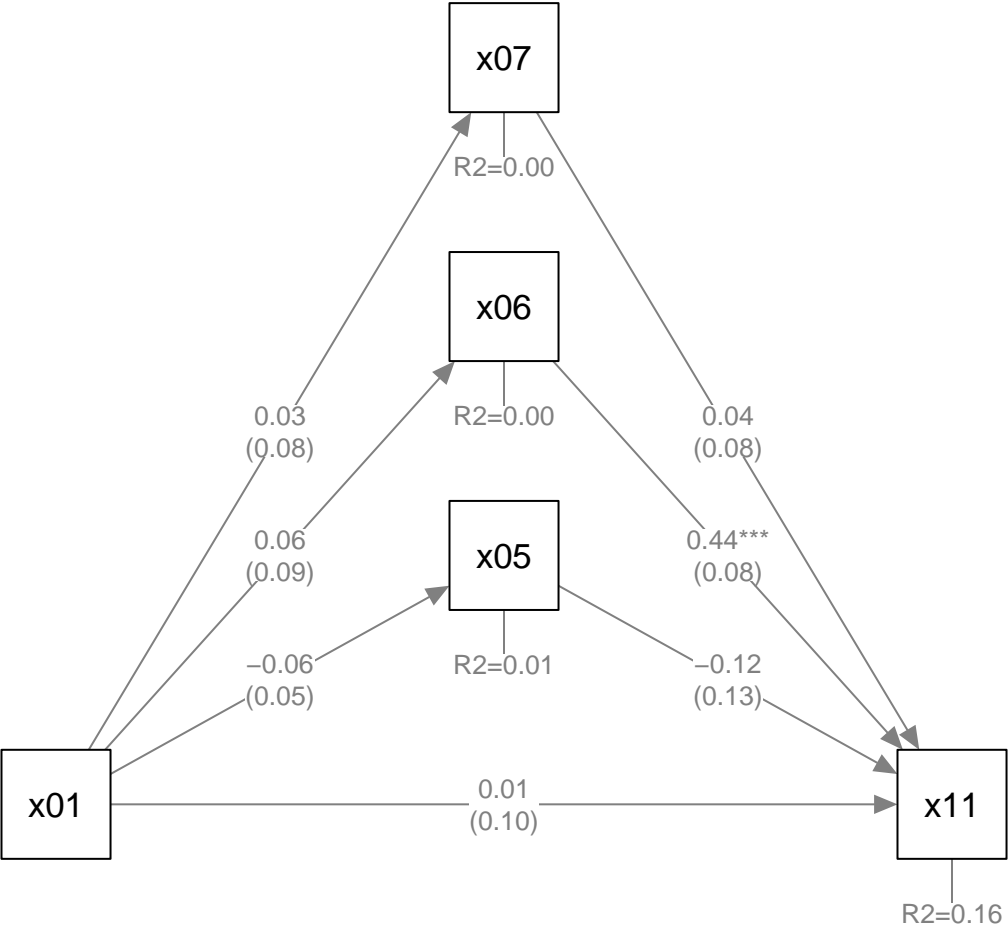 x07
R2=0.00
x06
0.03
(0.08)
R2=0.00
0.04
(0.08)
0.06
(0.09)
x05
0.44***
(0.08)
−0.06
(0.05)
R2=0.01
−0.12
(0.13)
x01
0.01
(0.10)
x11
R2=0.16